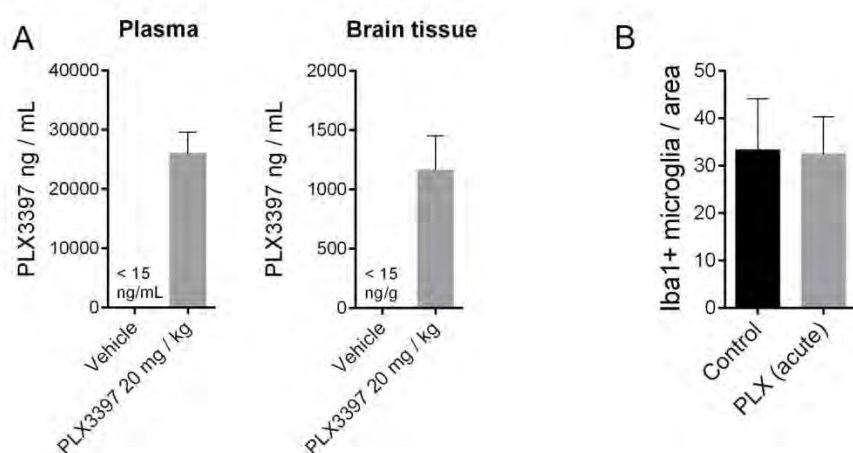 A
Plasma
PLX3397 ng / mL
40000
30000
20000
10000
0
< 15
ng/mL
Vehicle
PLX3397 20 mg / kg
Brain tissue
PLX3397 ng / mL
2000
1500
1000
500
0
< 15
ng/g
Vehicle
PLX3397 20 mg / kg
B
Iba1+ microglia / area
50
40
30
20
10
0
Control
PLX (acute)